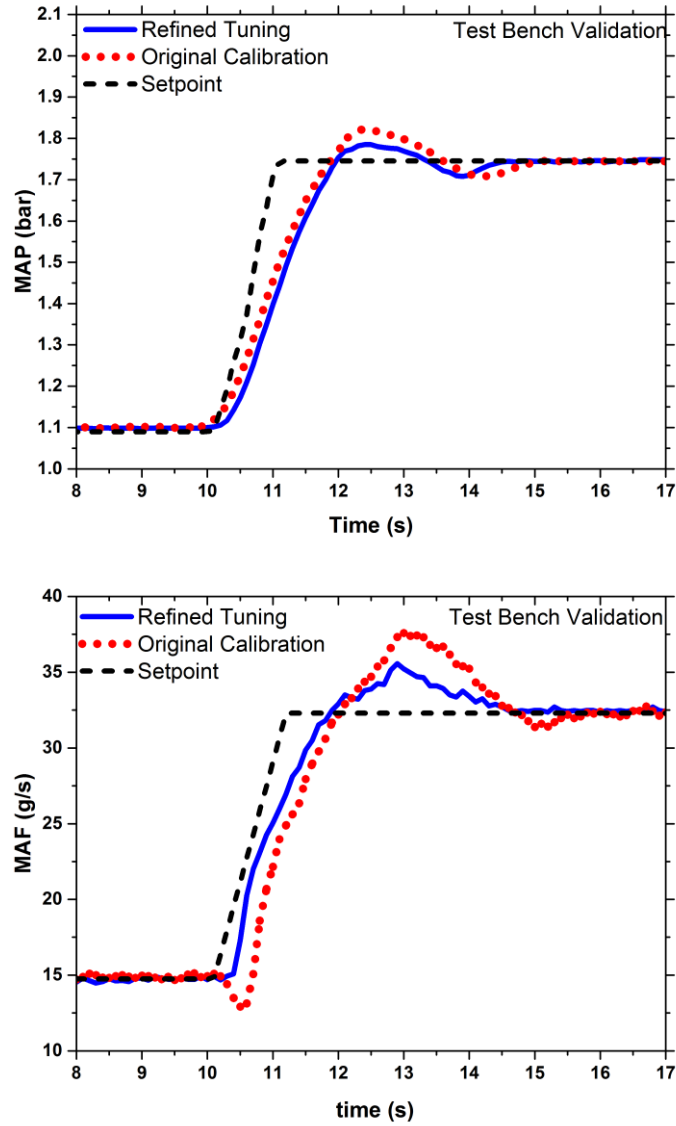 2.1
2.0
1.9
1.8
1.7
1.6
1.5
1.4
1.3
1.2
1.1
1.0
MAP (bar)
Refined Tuning
Original Calibration
Setpoint
Test Bench Validation
8 9 10 11 12 13 14 15 16 17
Time (s)
40
35
30
25
20
15
10
MAF (g/s)
Refined Tuning
Original Calibration
Setpoint
Test Bench Validation
8 9 10 11 12 13 14 15 16 17
time (s)